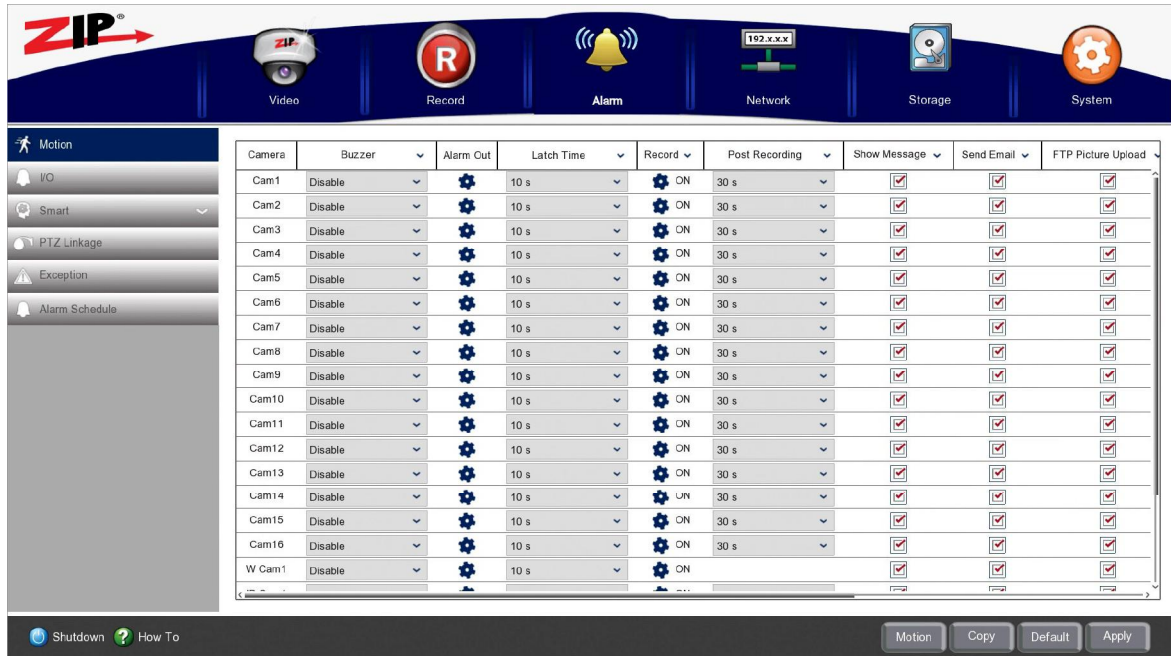 ZIP®
ZIP
R
192.x.x.x
Video Record Alarm Network Storage System
Motion
I/O
Smart
PTZ Linkage
Exception
Alarm Schedule
Camera Buzzer Alarm Out Latch Time Record Post Recording Show Message Send Email FTP Picture Upload
Cam1 Disable 10 s ON 30 s
Cam2 Disable 10 s ON 30 s
Cam3 Disable 10 s ON 30 s
Cam4 Disable 10 s ON 30 s
Cam5 Disable 10 s ON 30 s
Cam6 Disable 10 s ON 30 s
Cam7 Disable 10 s ON 30 s
Cam8 Disable 10 s ON 30 s
Cam9 Disable 10 s ON 30 s
Cam10 Disable 10 s ON 30 s
Cam11 Disable 10 s ON 30 s
Cam12 Disable 10 s ON 30 s
Cam13 Disable 10 s ON 30 s
Cam14 Disable 10 s ON 30 s
Cam15 Disable 10 s ON 30 s
Cam16 Disable 10 s ON 30 s
W Cam1 Disable 10 s ON
Shutdown ? How To Motion Copy Default Apply